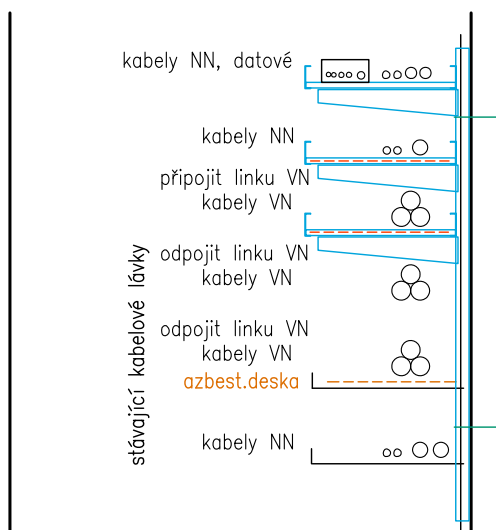 kabely NN, datové
kabely NN
připojit linku VN
kabely VN
odpojit linku VN
kabely VN
odpojit linku VN
kabely VN
azbest.deska
kabely NN
stávající kabelové lávky